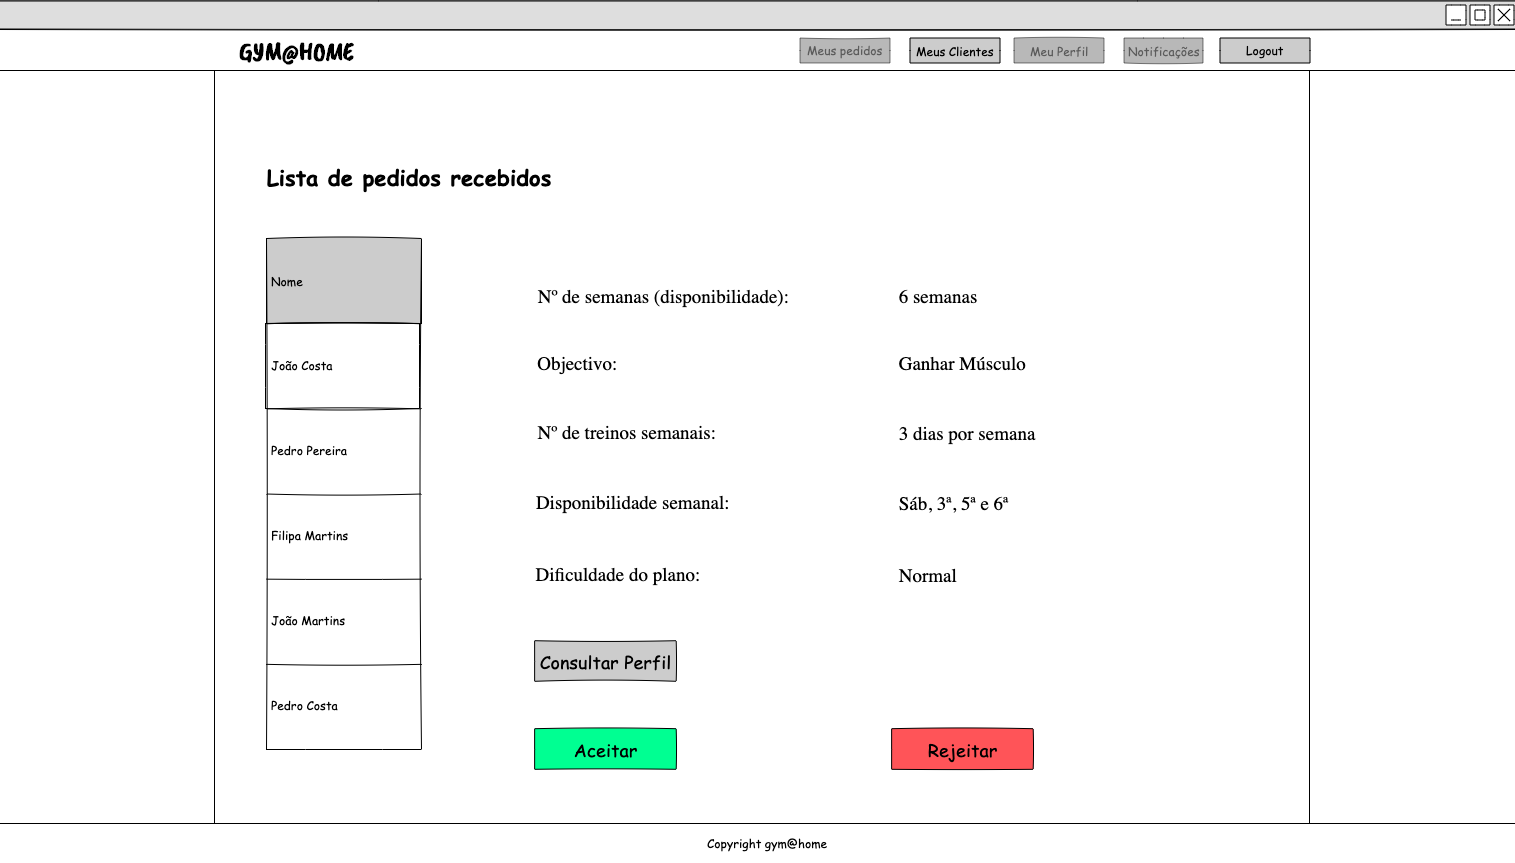 GYM@HOME
Meus pedidos
Meus Clientes
Meu Perfil
Notificações
Logout
Lista de pedidos recebidos
Nome
João Costa
Pedro Pereira
Filipa Martins
João Martins
Pedro Costa
Nº de semanas (disponibilidade): 6 semanas
Objectivo: Ganhar Músculo
Nº de treinos semanais: 3 dias por semana
Disponibilidade semanal: Sáb, 3ª, 5ª e 6ª
Dificuldade do plano: Normal
Consultar Perfil
Aceitar
Rejeitar
Copyright gym@home